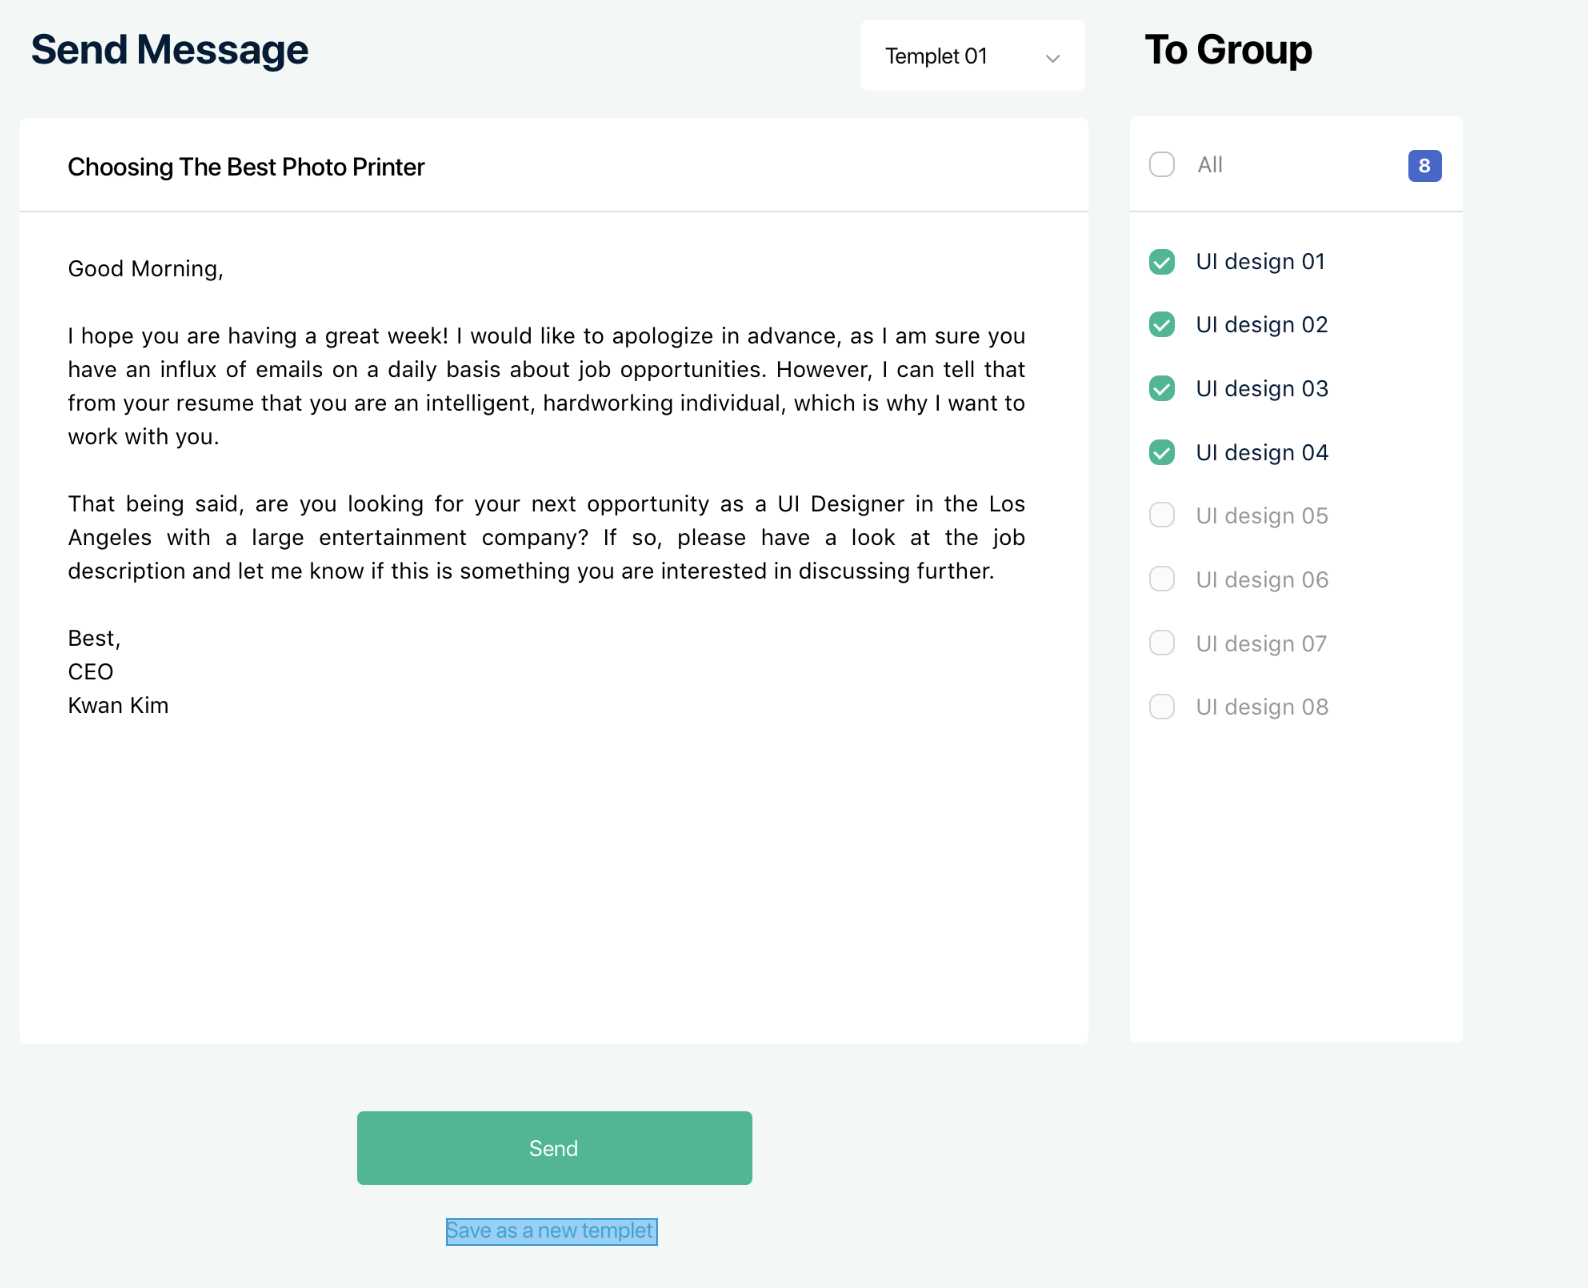 Send Message
Templet 01
To Group
Choosing The Best Photo Printer
All
8
Good Morning,
I hope you are having a great week! I would like to apologize in advance, as I am sure you
have an influx of emails on a daily basis about job opportunities. However, I can tell that
from your resume that you are an intelligent, hardworking individual, which is why I want to
work with you.
That being said, are you looking for your next opportunity as a UI Designer in the Los
Angeles with a large entertainment company? If so, please have a look at the job
description and let me know if this is something you are interested in discussing further.
Best,
CEO
Kwan Kim
UI design 01
UI design 02
UI design 03
UI design 04
UI design 05
UI design 06
UI design 07
UI design 08
Send
Save as a new templet